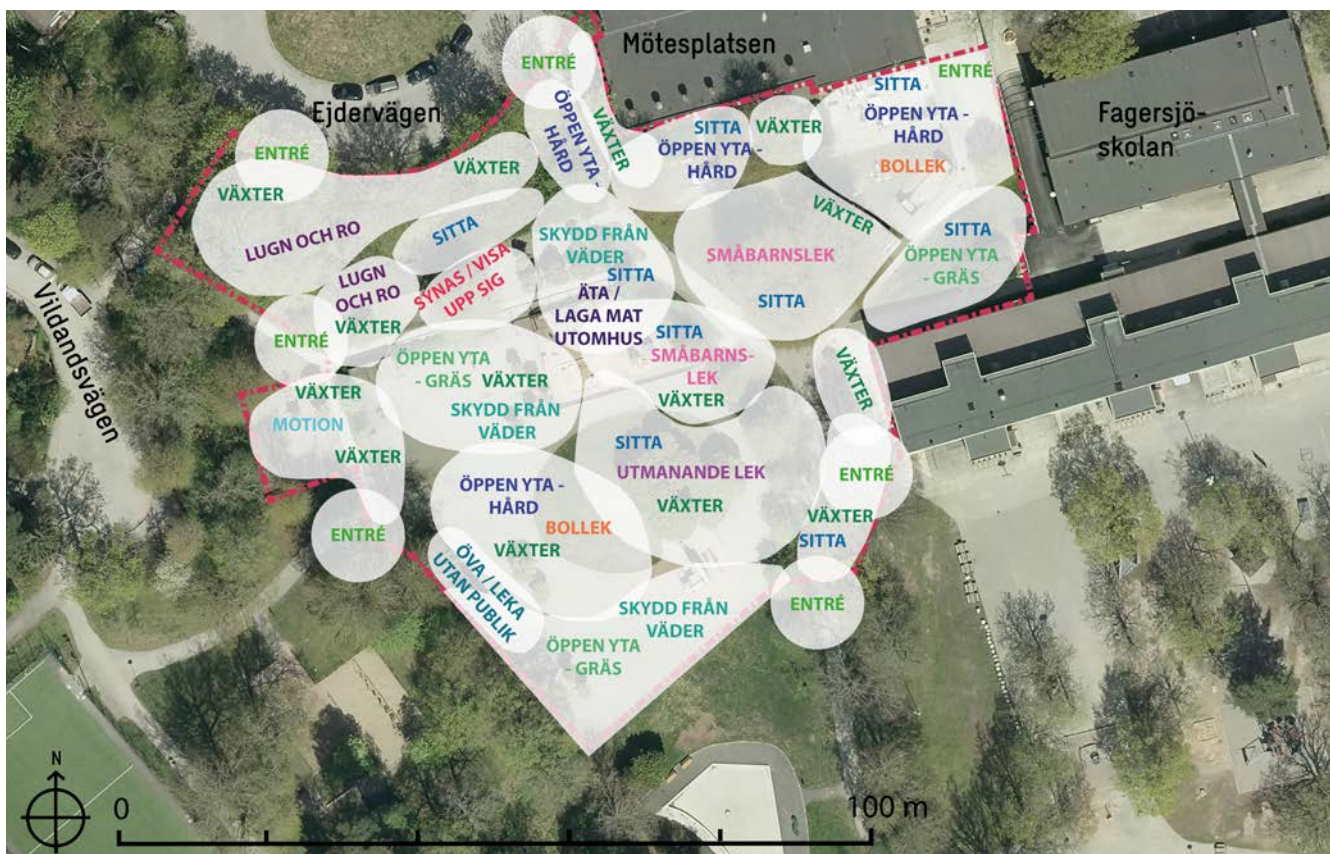 Mötesplatsen
ENTRÉ
ENTRÉ
SITTA
Ejdervägen
ÖPPEN YTA -
HÅRD
VÄXTER
SITTA
ÖPPEN YTA -
HÅRD
VÄXTER
ÖPPEN YTA -
HÅRD
BOLLEK
Fagersjö-
skolan
ENTRÉ
VÄXTER
VÄXTER
LUGN OCH RO
SITTA
SKYDD FRÅN
VÄDER
SITTA
SMÅBARNSLEK
VÄXTER
SITTA
SITTA
ÖPPEN YTA
- GRÄS
LUGN
OCH RO
VÄXTER
SYNAS / VISA
UPP SIG
ÄTA /
LAGA MAT
UTOMHUS
Vildandsvägen
ENTRÉ
SITTA
SMÅBARNS-
LEK
VÄXTER
ÖPPEN YTA
- GRÄS
VÄXTER
SKYDD FRÅN
VÄDER
VÄXTER
VÄXTER
MOTION
VÄXTER
SITTA
UTMANANDE LEK
VÄXTER
ENTRÉ
ÖPPEN YTA -
HÅRD
BOLLEK
VÄXTER
ENTRÉ
VÄXTER
SITTA
ÖVA / LEKA
UTAN PUBLIK
SKYDD FRÅN
VÄDER
ENTRÉ
ÖPPEN YTA
- GRÄS
N
0
100 m